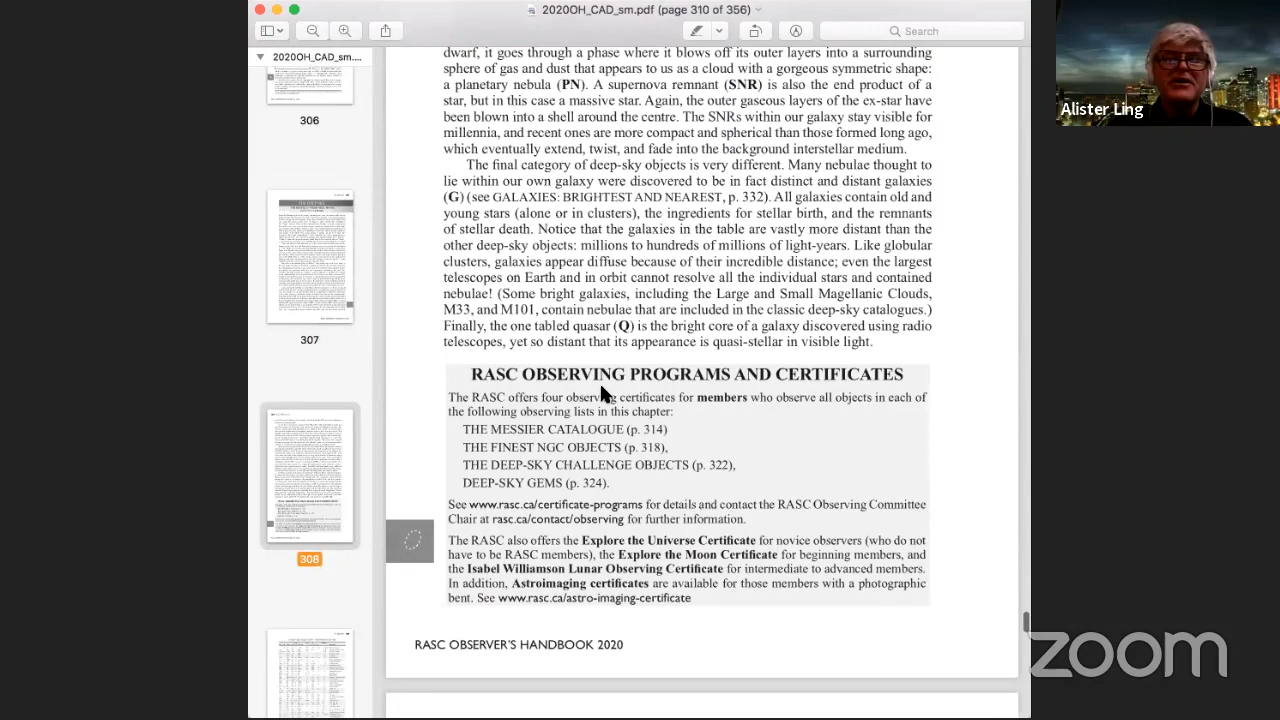 2020OH_CAD_sm.pdf (page 310 of 356)
Search
2020OH_CAD_sm....
306
307
308
dwarf, it goes through a phase where it blows off its outer layers into a surrounding
sphere of gas and dust that appears to us as a cloud with a gorgeous symmetric shape:
a planetary nebula (PN). A supernova remnant (SNR) is also the end product of a
star, but in this case a massive star. Again, the outer gaseous layers of the ex-star have
been blown into a shell around the centre. The SNRs within our galaxy stay visible for
millennia, and recent ones are more compact and spherical than those formed long ago,
which eventually extend, twist, and fade into the background interstellar medium.
The final category of deep-sky objects is very different. Many nebulae thought to
lie within our own galaxy were discovered to be in fact distinct and distant galaxies
(G) (see GALAXIES: BRIGHTEST AND NEAREST, p. 332). All galaxies contain old and
young stars (alone and in clusters), the ingredients of stellar birth, and the remnants
of stellar death. Note that the galaxies in the lists are vastly more distant than the
other deep-sky objects: millions to hundreds of millions of light-years. Like globular
clusters, galaxies appear diffuse because of their incredible distance; even the largest
telescopes on Earth and in orbit can resolve only a few individual stars and contained
nebulae. (Some bright galaxies, including the Large and Small Magellanic Clouds,
M33, and M101, contain nebulae that are included in the classic deep-sky catalogues.)
Finally, the one tabled quasar (Q) is the bright core of a galaxy discovered using radio
telescopes, yet so distant that its appearance is quasi-stellar in visible light.
RASC OBSERVING PROGRAMS AND CERTIFICATES
The RASC offers four observing certificates for members who observe all objects in each of
the following observing lists in this chapter:
THE MESSIER CATALOGUE (p. 314)
THE FINEST NGC OBJECTS (p. 318),
THE DEEP-SKY CHALLENGE OBJECTS (p. 322),
DEEP-SKY GEMS (p. 324).
See www.rasc.ca/certificate-programs for details and contact the RASC Observing Committee
Chair at rasc.ca/contact/observing for further information.
The RASC also offers the Explore the Universe Certificate for novice observers (who do not
have to be RASC members), the Explore the Moon Certificate for beginning members, and
the Isabel Williamson Lunar Observing Certificate for intermediate to advanced members.
In addition, Astroimaging certificates are available for those members with a photographic
bent. See www.rasc.ca/astro-imaging-certificate
RASC OBSERVER'S HANDBOOK 2020
Alister Ling
zoom